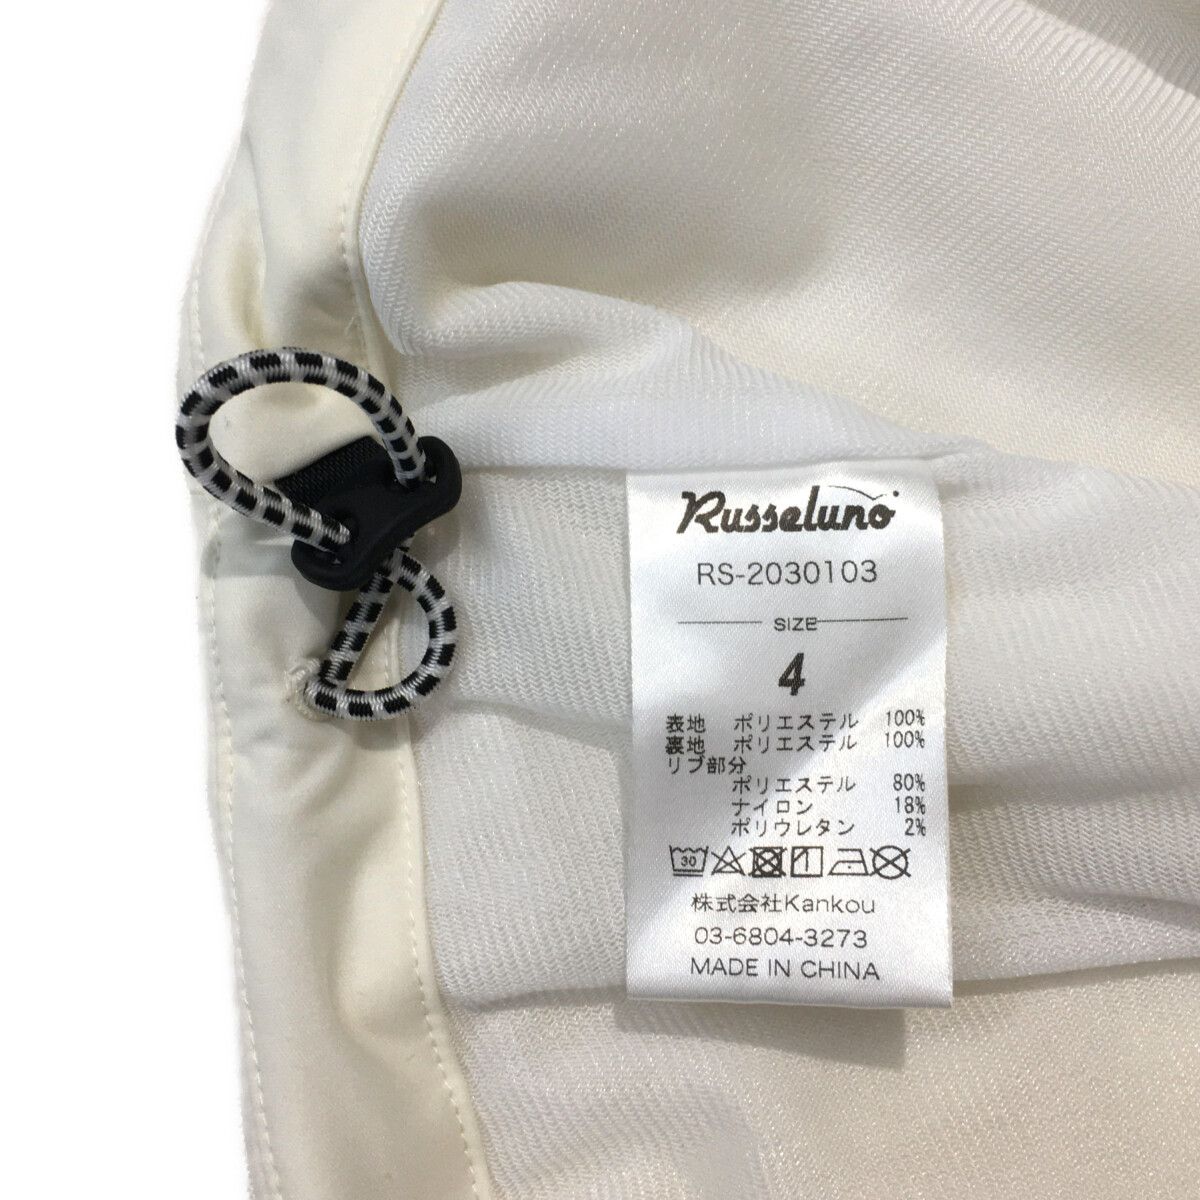 Russeluno
RS-2030103
SIZE
4
表地 ポリエステル 100%
裏地 ポリエステル 100%
リブ部分
ポリエステル 80%
ナイロン 18%
ポリウレタン 2%
30
株式会社Kankou
03-6804-3273
MADE IN CHINA